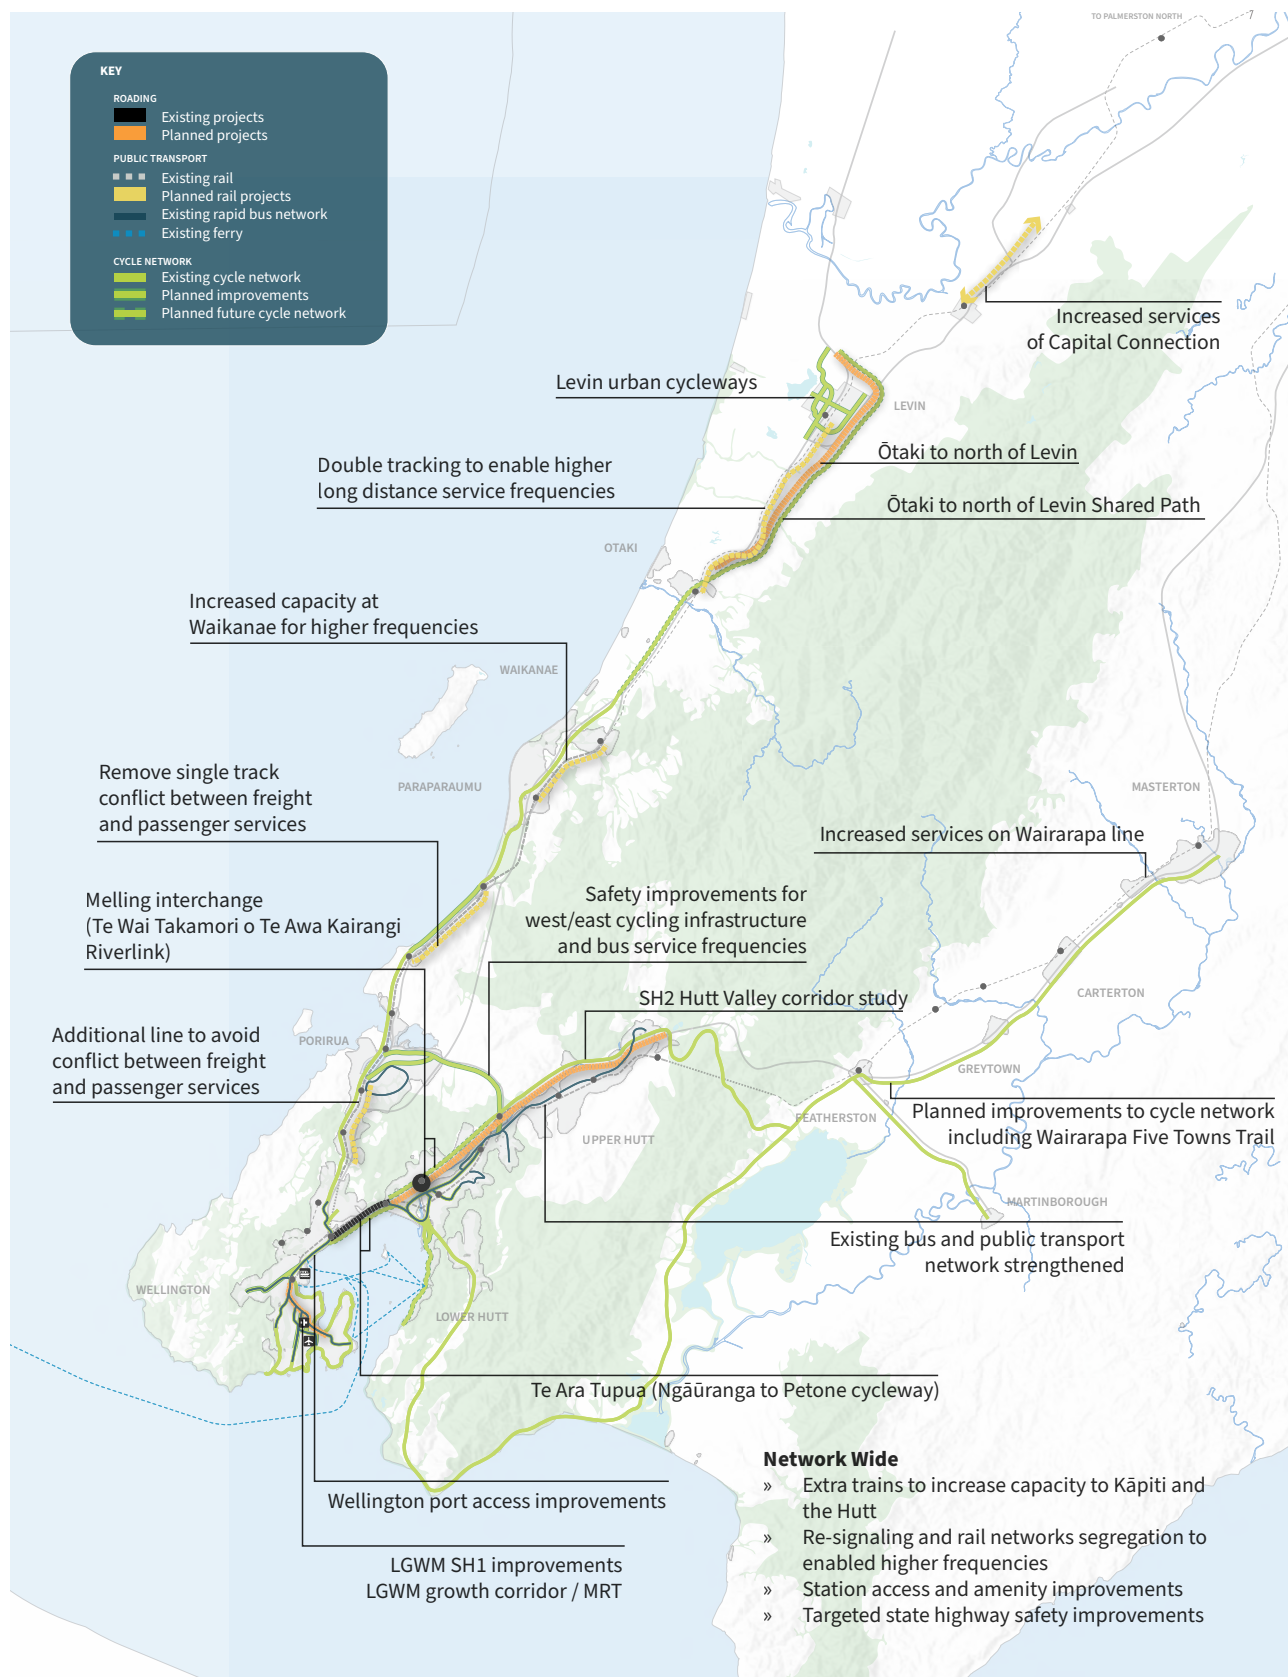 TO PALMERSTON NORTH
7
KEY
ROADING
Existing projects
Planned projects
PUBLIC TRANSPORT
Existing rail
Planned rail projects
Existing rapid bus network
Existing ferry
CYCLE NETWORK
Existing cycle network
Planned improvements
Planned future cycle network
Increased services
of Capital Connection
Levin urban cycleways
LEVIN
Ōtaki to north of Levin
Double tracking to enable higher
long distance service frequencies
Ōtaki to north of Levin Shared Path
OTAKI
Increased capacity at
Waikanae for higher frequencies
WAIKANAE
Remove single track
conflict between freight
and passenger services
PARAPARAUMU
MASTERTON
Increased services on Wairarapa line
Melling interchange
(Te Wai Takamori o Te Awa Kairangi
Riverlink)
Safety improvements for
west/east cycling infrastructure
and bus service frequencies
SH2 Hutt Valley corridor study
CARTERTON
Additional line to avoid
conflict between freight
and passenger services
PORIRUA
GREYTOWN
Planned improvements to cycle network
including Wairarapa Five Towns Trail
FEATHERSTON
UPPER HUTT
MARTINBOROUGH
Existing bus and public transport
network strengthened
WELLINGTON
LOWER HUTT
Te Ara Tupua (Ngāūranga to Petone cycleway)
Wellington port access improvements
LGWM SH1 improvements
LGWM growth corridor / MRT
Network Wide
» Extra trains to increase capacity to Kāpiti and
the Hutt
» Re-signaling and rail networks segregation to
enabled higher frequencies
» Station access and amenity improvements
» Targeted state highway safety improvements